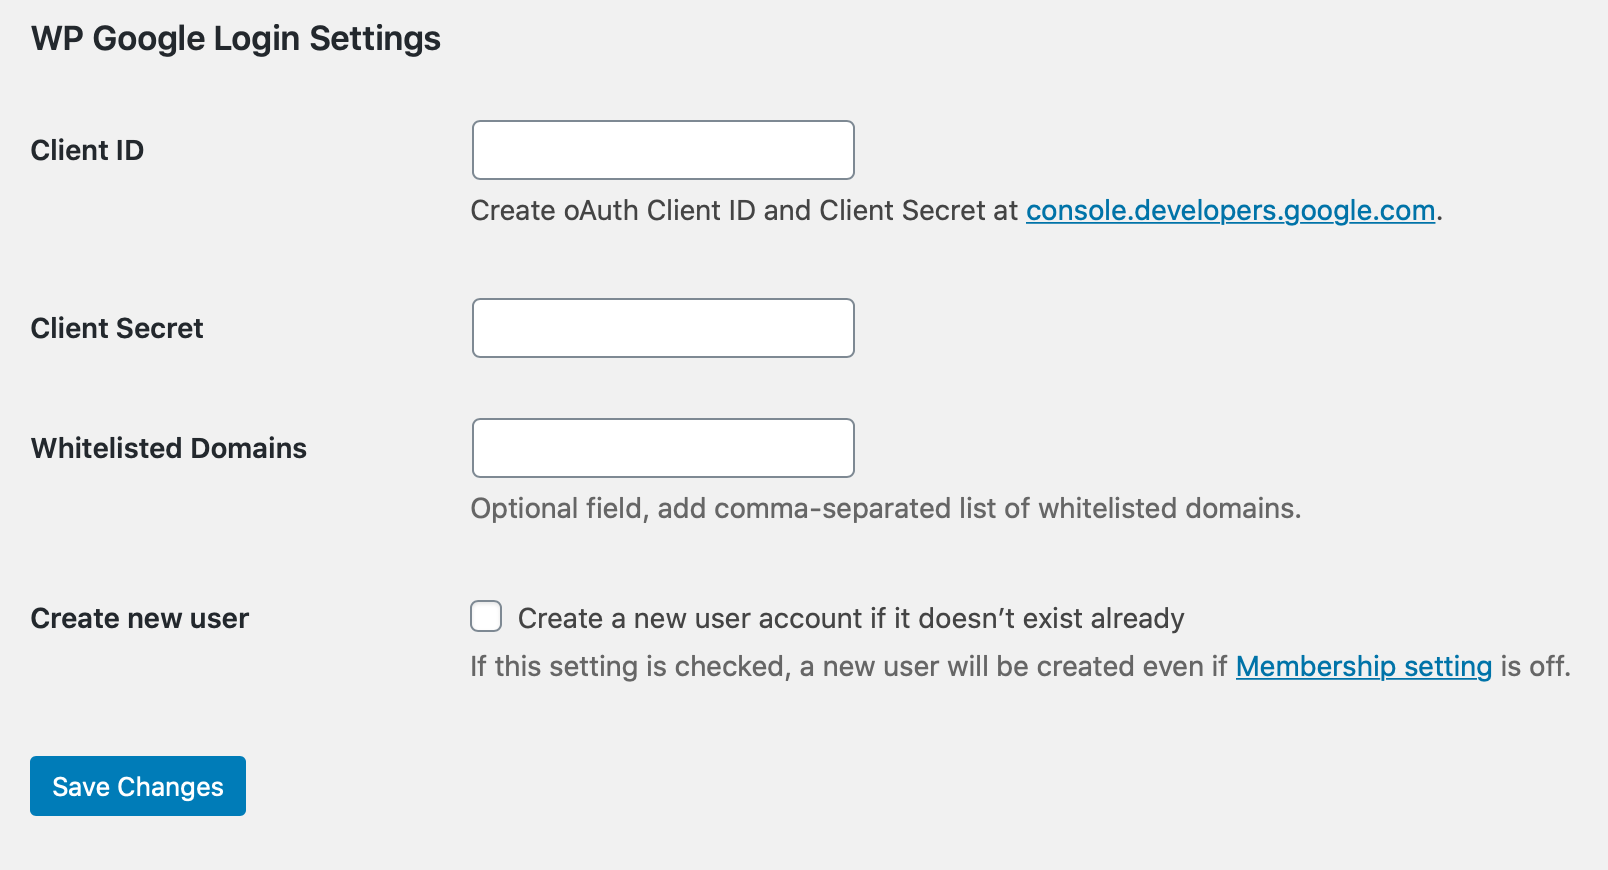 WP Google Login Settings
Client ID
Create oAuth Client ID and Client Secret at console.developers.google.com.
Client Secret
Whitelisted Domains
Optional field, add comma-separated list of whitelisted domains.
Create new user
Create a new user account if it doesn’t exist already
If this setting is checked, a new user will be created even if Membership setting is off.
Save Changes